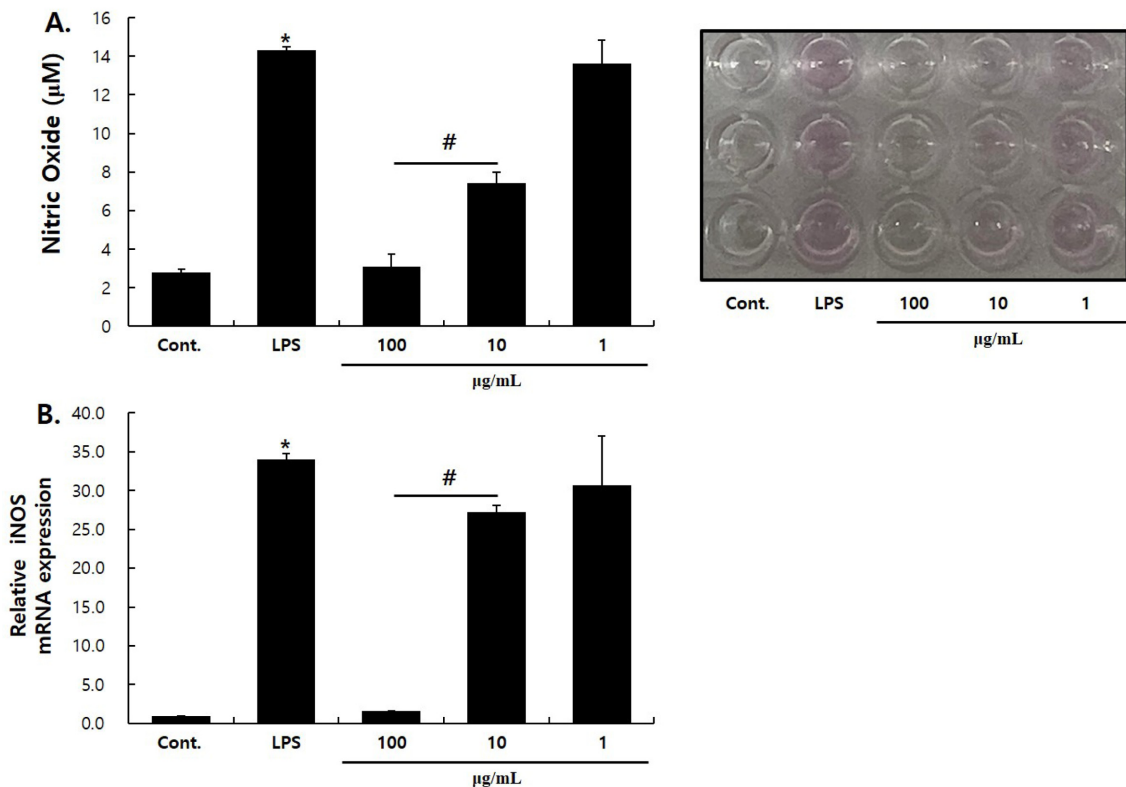 A.
Nitric Oxide (μM)
16
14
12
10
8
6
4
2
0
*
#
Cont. LPS 100 10 1
μg/mL
Cont. LPS 100 10 1
μg/mL
B.
Relative iNOS
mRNA expression
40.0
35.0
30.0
25.0
20.0
15.0
10.0
5.0
0.0
*
#
Cont. LPS 100 10 1
μg/mL